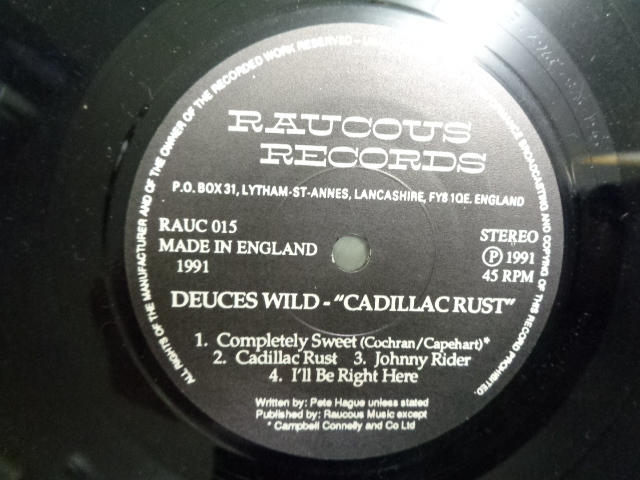 RAUCOUS
RECORDS
P.O. BOX 31, LYTHAM-ST-ANNES, LANCASHIRE, FY8 1QE. ENGLAND
RAUC 015
MADE IN ENGLAND
1991
STEREO
Ⓟ 1991
45 RPM
DEUCES WILD - "CADILLAC RUST"
1. Completely Sweet (Cochran/Capehart)*
2. Cadillac Rust 3. Johnny Rider
4. I'll Be Right Here
Written by: Pete Hague unless stated
Published by: Raucous Music except
* Campbell Connelly and Co Ltd
ALL RIGHTS OF THE MANUFACTURER AND OF THE OWNER OF THE RECORDED WORK RESERVED - BROADCASTING AND COPYING OF THIS RECORD PROHIBITED.